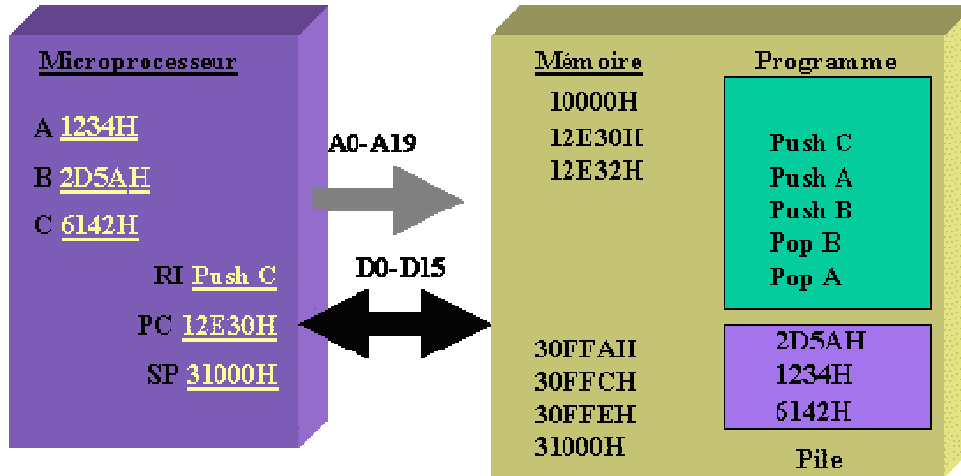 Microprocesseur
A 1234H
B 2D5AH
C 6142H
RI Push C
PC 12E30H
SP 31000H
A0-A19
D0-D15
Mémoire
10000H
12E30H
12E32H
30FFAH
30FFCH
30FFEH
31000H
Programme
Push C
Push A
Push B
Pop B
Pop A
2D5AH
1234H
6142H
Pile